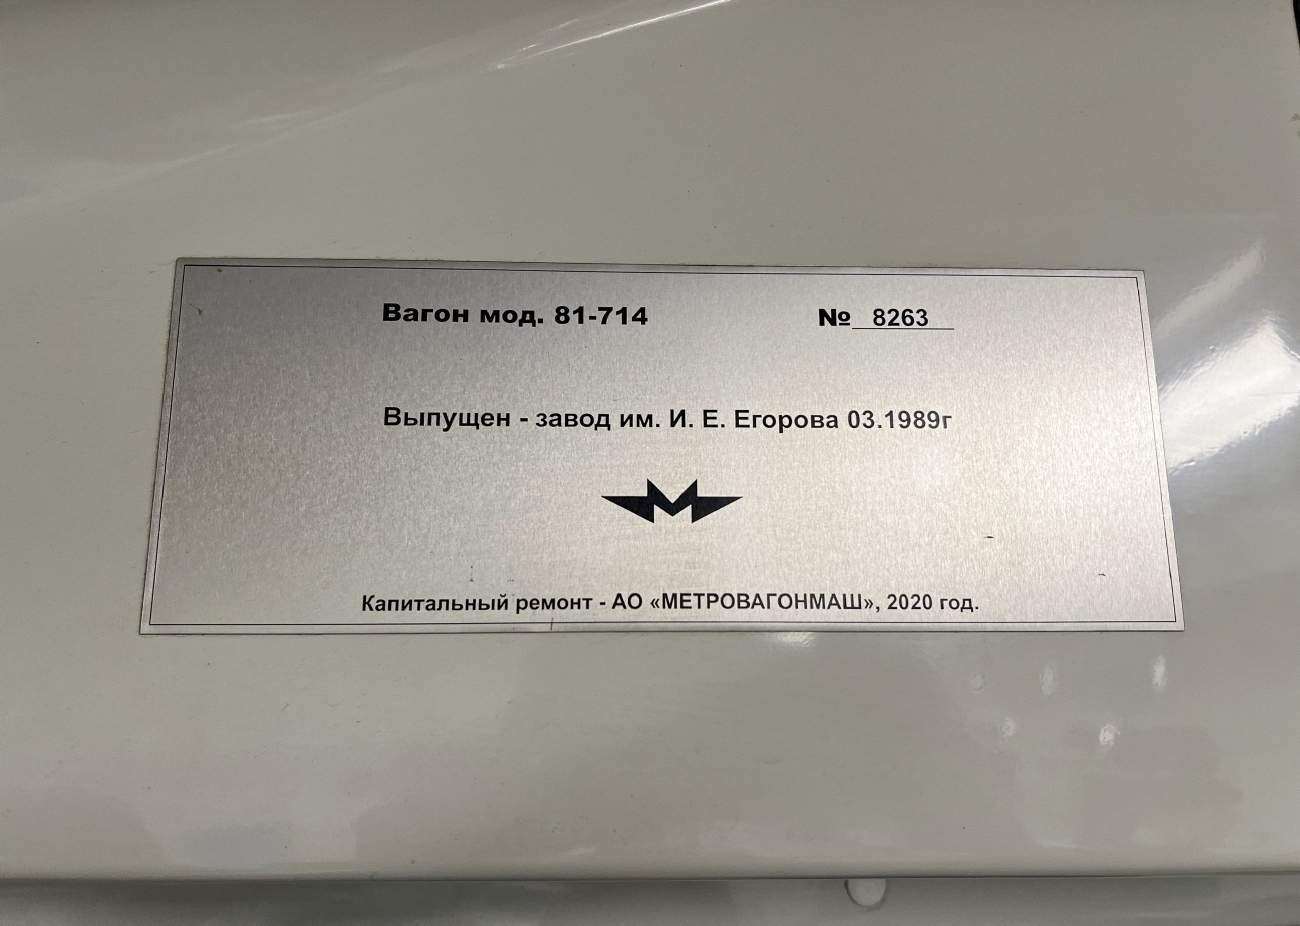 Вагон мод. 81-714 № 8263
Выпущен - завод им. И. Е. Егорова 03.1989г
Капитальный ремонт - АО «МЕТРОВАГОНМАШ», 2020 год.